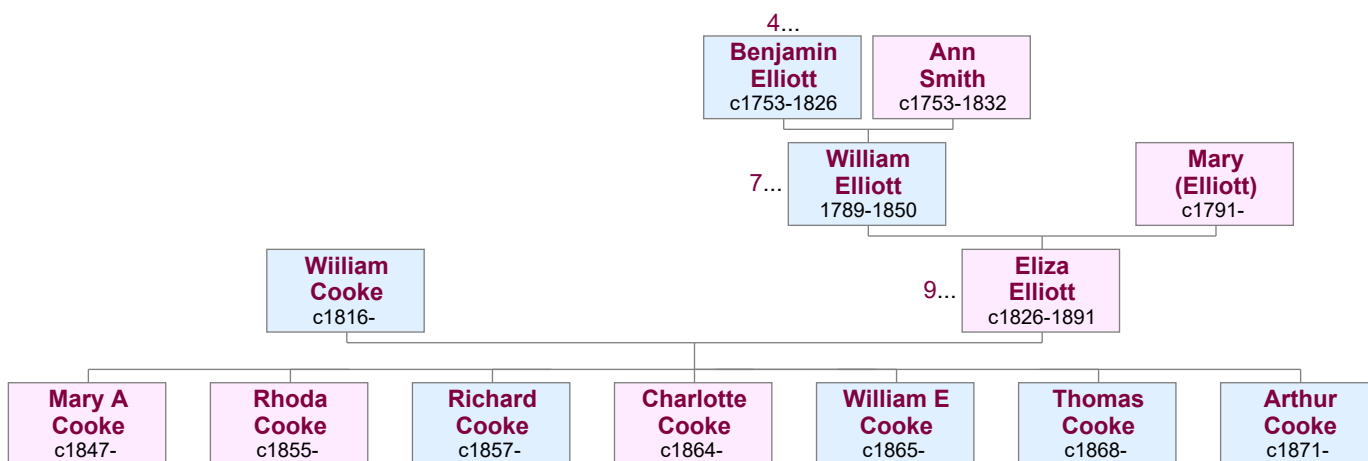 4...
Benjamin
Elliott
c1753-1826
Ann
Smith
c1753-1832
7...
William
Elliott
1789-1850
Mary
(Elliott)
c1791-
Wiiliam
Cooke
c1816-
9...
Eliza
Elliott
c1826-1891
Mary A
Cooke
c1847-
Rhoda
Cooke
c1855-
Richard
Cooke
c1857-
Charlotte
Cooke
c1864-
William E
Cooke
c1865-
Thomas
Cooke
c1868-
Arthur
Cooke
c1871-